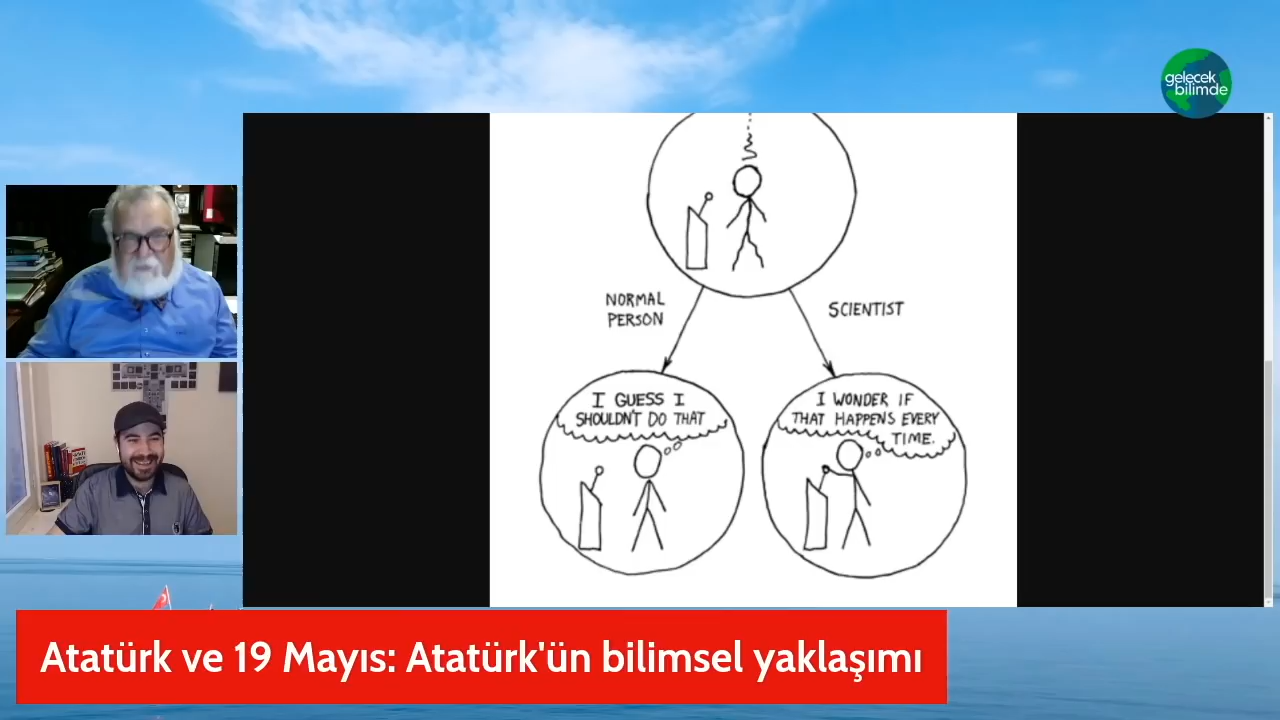 gelecek
bilimde
NORMAL
PERSON
SCIENTIST
I GUESS I
SHOULDN'T DO THAT
I WONDER IF
THAT HAPPENS EVERY
TIME.
Atatürk ve 19 Mayıs: Atatürk'ün bilimsel yaklaşımı